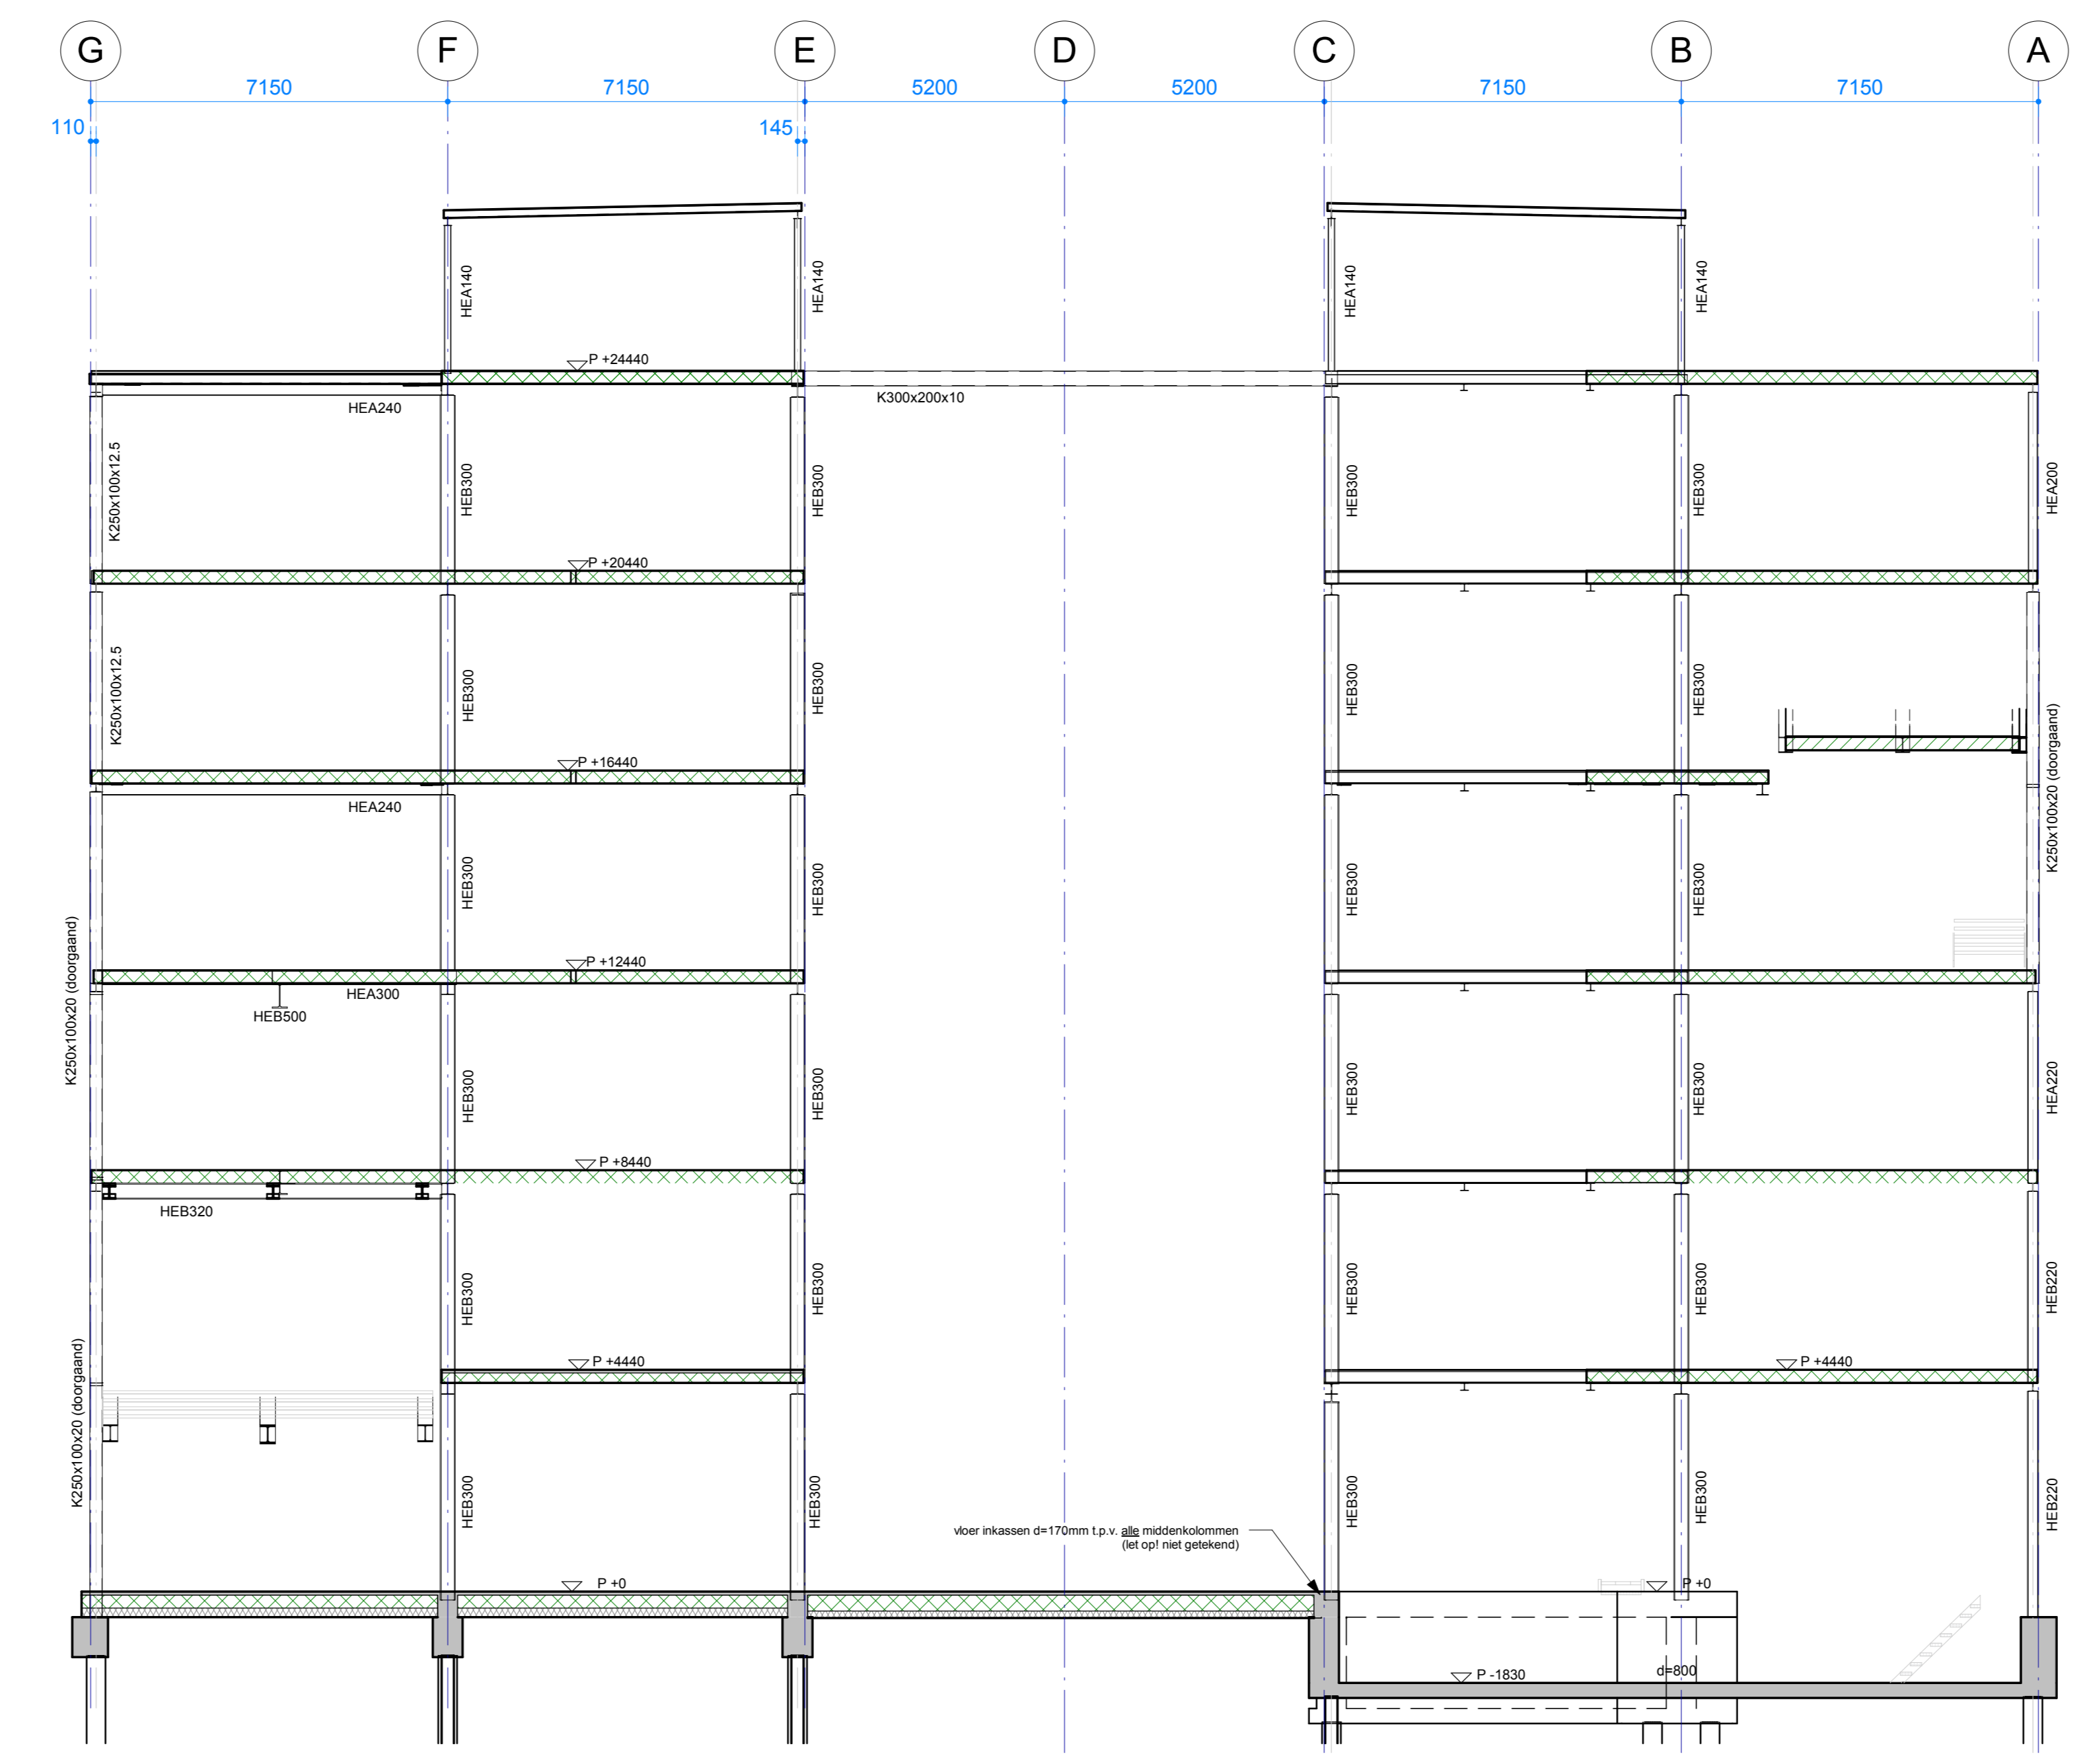 G F E D C B A
7150 7150 5200 5200 7150 7150
110 145
HEA140 HEA140 HEA140 HEA140
P +24440
K300x200x10
HEA240
K250x100x12.5 HEB300 HEB300 HEB300 HEB300 HEA200
P +20440
K250x100x12.5 HEB300 HEB300 HEB300 HEB300 K250x100x20 (doorgaand)
P +16440
HEA240
HEB300 HEB300 HEB300 HEB300
K250x100x20 (doorgaand)
P +12440
HEA300
HEB500
HEB300 HEB300 HEB300 HEB300 HEA220
P +8440
HEB320
HEB300 HEB300 HEB300 HEB300 HEB220
P +4440 P +4440
K250x100x20 (doorgaand)
HEB300 HEB300 HEB300 HEB300 HEB220
vloer inkassen d=170mm t.p.v. alle middenkolommen
(let op! niet getekend)
P +0 P +0
P -1830 d=800